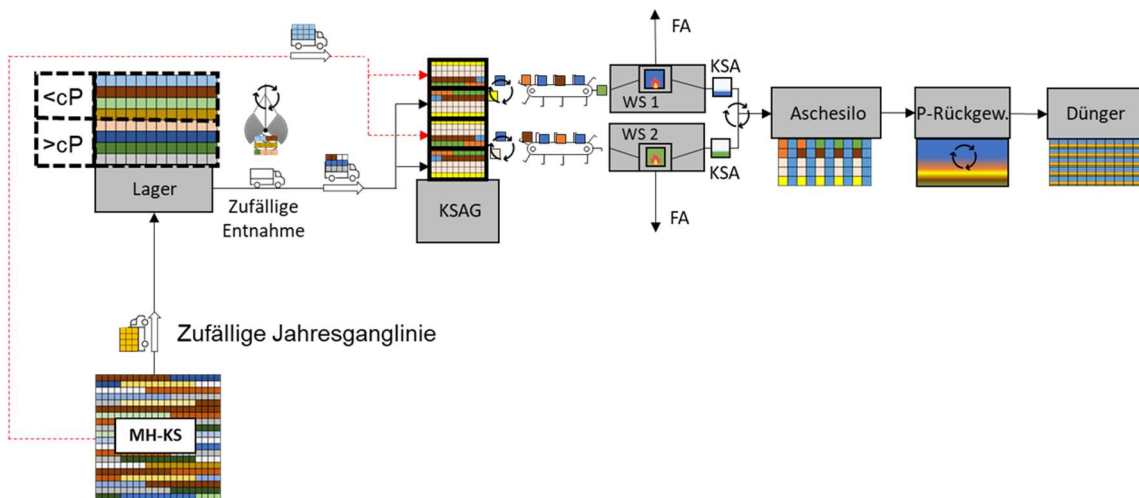 FA
<cP
>cP
KSA
WS 1
Lager
WS 2
KSA
Aschesilo
P-Rückgew.
Dünger
Zufällige
Entnahme
KSAG
FA
Zufällige Jahresganglinie
MH-KS